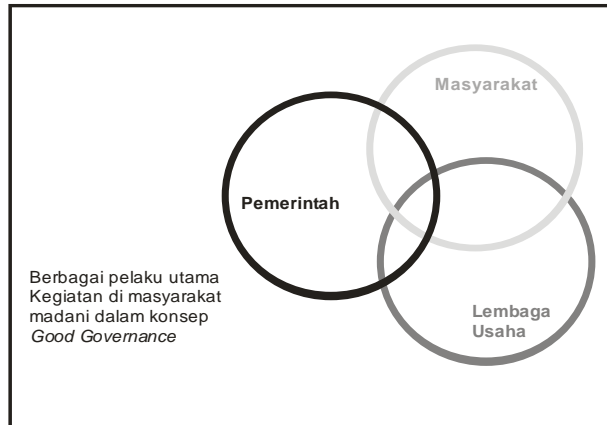 Masyarakat
Pemerintah
Berbagai pelaku utama
Kegiatan di masyarakat
madani dalam konsep
Good Governance
Lembaga
Usaha